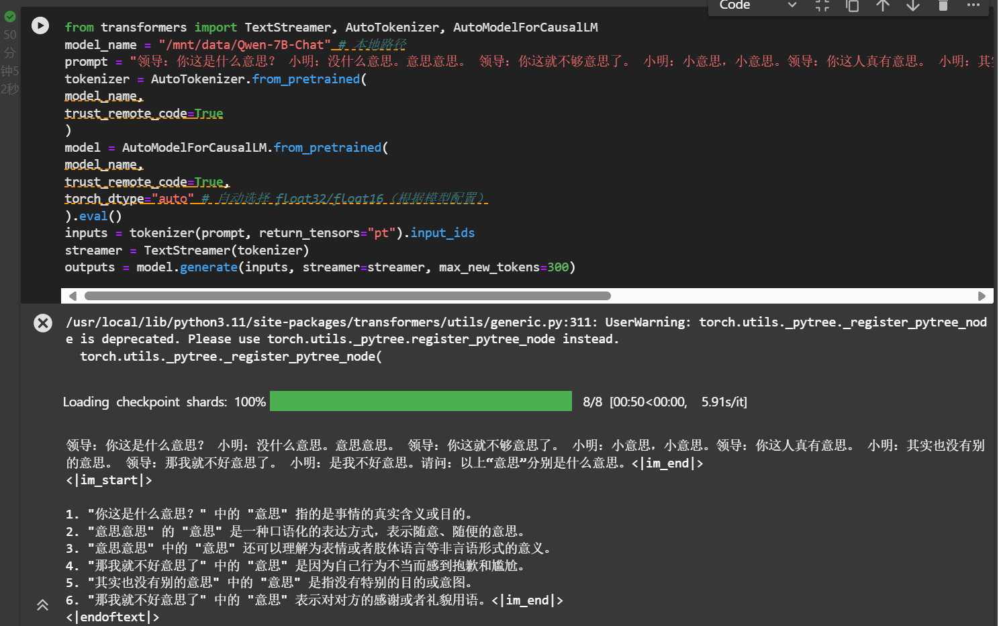 Code
50
分
钟5
2秒
from transformers import TextStreamer, AutoTokenizer, AutoModelForCausalLM
model_name = "/mnt/data/Qwen-7B-Chat" # 本地路径
prompt = "领导：你这是什么意思？ 小明：没什么意思。意思意思。 领导：你这就不够意思了。 小明：小意思，小意思。领导：你这人真有意思。 小明：其实
tokenizer = AutoTokenizer.from_pretrained(
model_name,
trust_remote_code=True
)
model = AutoModelForCausalLM.from_pretrained(
model_name,
trust_remote_code=True,
torch_dtype="auto" # 自动选择 float32/float16（根据模型配置）
).eval()
inputs = tokenizer(prompt, return_tensors="pt").input_ids
streamer = TextStreamer(tokenizer)
outputs = model.generate(inputs, streamer=streamer, max_new_tokens=300)
/usr/local/lib/python3.11/site-packages/transformers/utils/generic.py:311: UserWarning: torch.utils._pytree._register_pytree_nod
e is deprecated. Please use torch.utils._pytree.register_pytree_node instead.
torch.utils._pytree._register_pytree_node(
Loading checkpoint shards: 100% 8/8 [00:50<00:00, 5.91s/it]
领导：你这是什么意思？ 小明：没什么意思。意思意思。 领导：你这就不够意思了。 小明：小意思，小意思。领导：你这人真有意思。 小明：其实也没有别
的意思。 领导：那我就不好意思了。 小明：是我不好意思。请问：以上“意思”分别是什么意思。<|im_end|>
<|im_start|>
1. "你这是什么意思？" 中的 "意思" 指的是事情的真实含义或目的。
2. "意思意思" 的 "意思" 是一种口语化的表达方式，表示随意、随便的意思。
3. "意思意思" 中的 "意思" 还可以理解为表情或者肢体语言等非言语形式的意义。
4. "那我就不好意思了" 中的 "意思" 是因为自己行为不当而感到抱歉和尴尬。
5. "其实也没有别的意思" 中的 "意思" 是指没有特别的目的或意图。
6. "那我就不好意思了" 中的 "意思" 表示对对方的感谢或者礼貌用语。<|im_end|>
<|endoftext|>